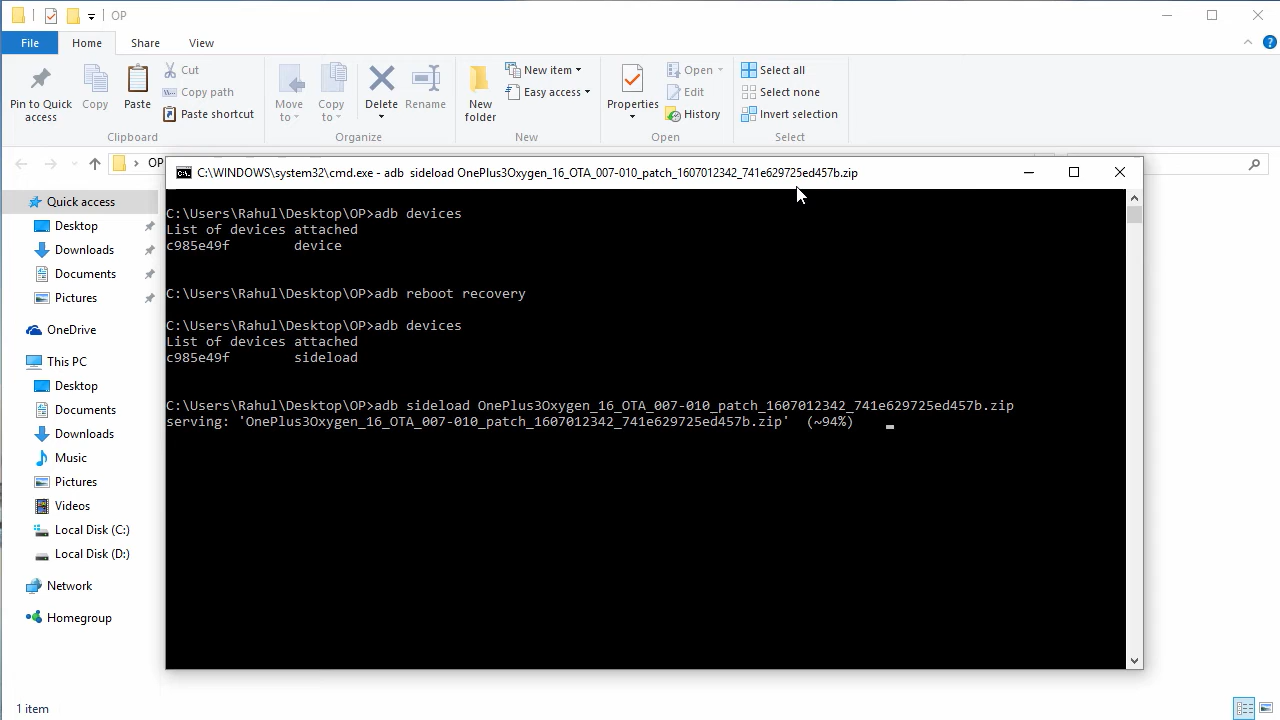 OP
File Home Share View
Pin to Quick access
Copy
Paste
Cut
Copy path
Paste shortcut
Clipboard
Move to
Copy to
Delete
Rename
Organize
New folder
New item
Easy access
New
Properties
Open
Edit
History
Open
Select all
Select none
Invert selection
Select
OP
C:\WINDOWS\system32\cmd.exe - adb  sideload OnePlus3Oxygen_16_OTA_007-010_patch_1607012342_741e629725ed457b.zip
C:\Users\Rahul\Desktop\OP>adb devices
List of devices attached
c985e49f        device
C:\Users\Rahul\Desktop\OP>adb reboot recovery
C:\Users\Rahul\Desktop\OP>adb devices
List of devices attached
c985e49f        sideload
C:\Users\Rahul\Desktop\OP>adb sideload OnePlus3Oxygen_16_OTA_007-010_patch_1607012342_741e629725ed457b.zip
serving: 'OnePlus3Oxygen_16_OTA_007-010_patch_1607012342_741e629725ed457b.zip'  (~94%)
Quick access
Desktop
Downloads
Documents
Pictures
OneDrive
This PC
Desktop
Documents
Downloads
Music
Pictures
Videos
Local Disk (C:)
Local Disk (D:)
Network
Homegroup
1 item